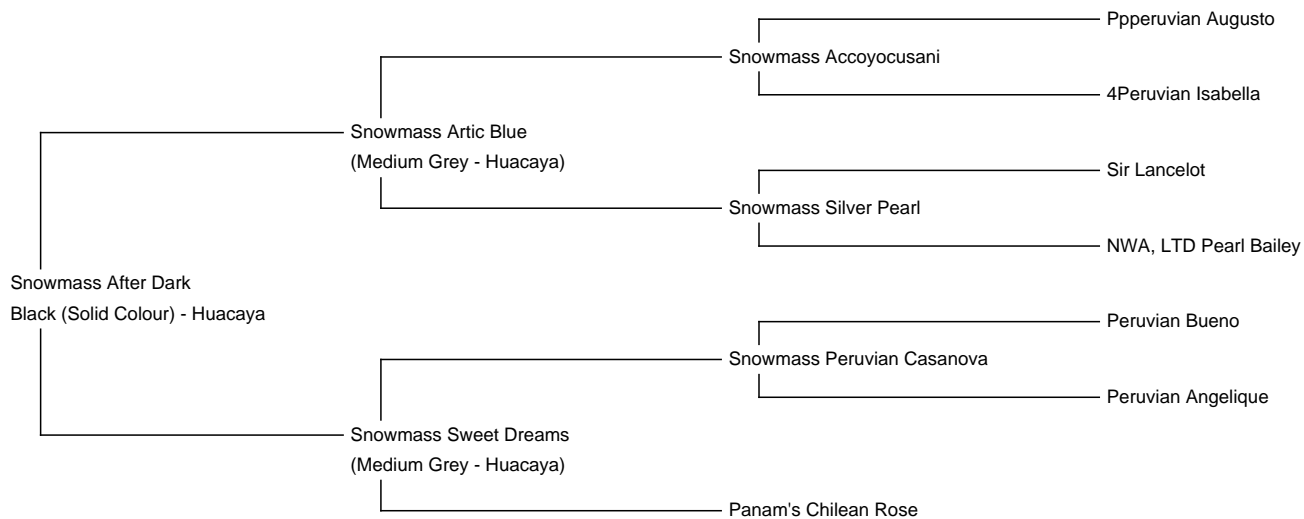 Ppperuvian Augusto
Snowmass Accoyocusani
4Peruvian Isabella
Snowmass Artic Blue
(Medium Grey - Huacaya)
Sir Lancelot
Snowmass Silver Pearl
NWA, LTD Pearl Bailey
Snowmass After Dark
Black (Solid Colour) - Huacaya
Peruvian Bueno
Snowmass Peruvian Casanova
Peruvian Angelique
Snowmass Sweet Dreams
(Medium Grey - Huacaya)
Panam's Chilean Rose